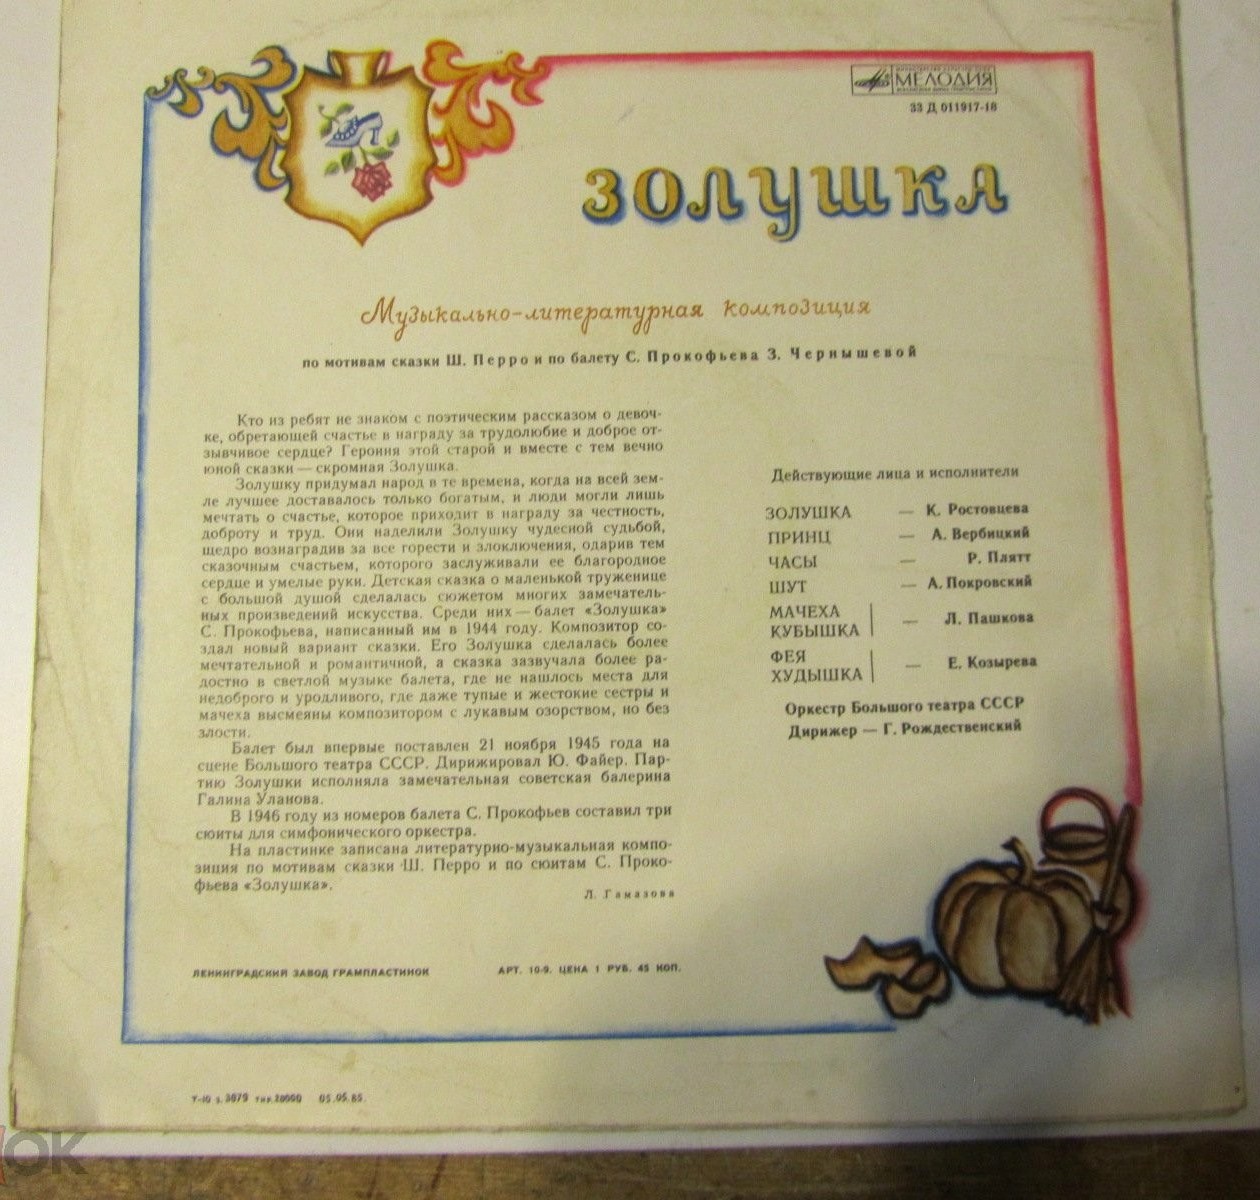 МЕЛОДИЯ
33 Д 011917-18
ЗОЛУШКА
Музыкально-литературная композиция
по мотивам сказки Ш. Перро и по балету С. Прокофьева З. Чернышевой
Кто из ребят не знаком с поэтическим рассказом о девоч-
ке, обретающей счастье в награду за трудолюбие и доброе от-
зывчивое сердце? Героиня этой старой и вместе с тем вечно
юной сказки — скромная Золушка.
Золушку придумал народ в те времена, когда на всей зем-
ле лучшее доставалось только богатым, и люди могли лишь
мечтать о счастье, которое приходит в награду за честность,
доброту и труд. Они наделили Золушку чудесной судьбой,
щедро вознаградив за все горести и злоключения, одарив тем
сказочным счастьем, которого заслуживали ее благородное
сердце и умелые руки. Детская сказка о маленькой труженице
с большой душой сделалась сюжетом многих замечатель-
ных произведений искусства. Среди них — балет «Золушка»
С. Прокофьева, написанный им в 1944 году. Композитор со-
здал новый вариант сказки. Его Золушка сделалась более
мечтательной и романтичной, а сказка зазвучала более ра-
достно в светлой музыке балета, где не нашлось места для
недоброго и уродливого, где даже тупые и жестокие сестры и
мачеха высмеяны композитором с лукавым озорством, но без
злости.
Балет был впервые поставлен 21 ноября 1945 года на
сцене Большого театра СССР. Дирижировал Ю. Файер. Пар-
тию Золушки исполняла замечательная советская балерина
Галина Уланова.
В 1946 году из номеров балета С. Прокофьев составил три
сюиты для симфонического оркестра.
На пластинке записана литературно-музыкальная компо-
зиция по мотивам сказки Ш. Перро и по сюитам С. Проко-
фьева «Золушка».
Л. Гамазова
Действующие лица и исполнители
ЗОЛУШКА — К. Ростовцева
ПРИНЦ — А. Вербицкий
ЧАСЫ — Р. Плятт
ШУТ — А. Покровский
МАЧЕХА
КУБЫШКА — Л. Пашкова
ФЕЯ
ХУДЫШКА — Е. Козырева
Оркестр Большого театра СССР
Дирижер — Г. Рождественский
ЛЕНИНГРАДСКИЙ ЗАВОД ГРАМПЛАСТИНОК
АРТ. 10-9. ЦЕНА 1 РУБ. 45 КОП.
Т-10 з. 3079 тир. 20000 05.05.85.
ОК